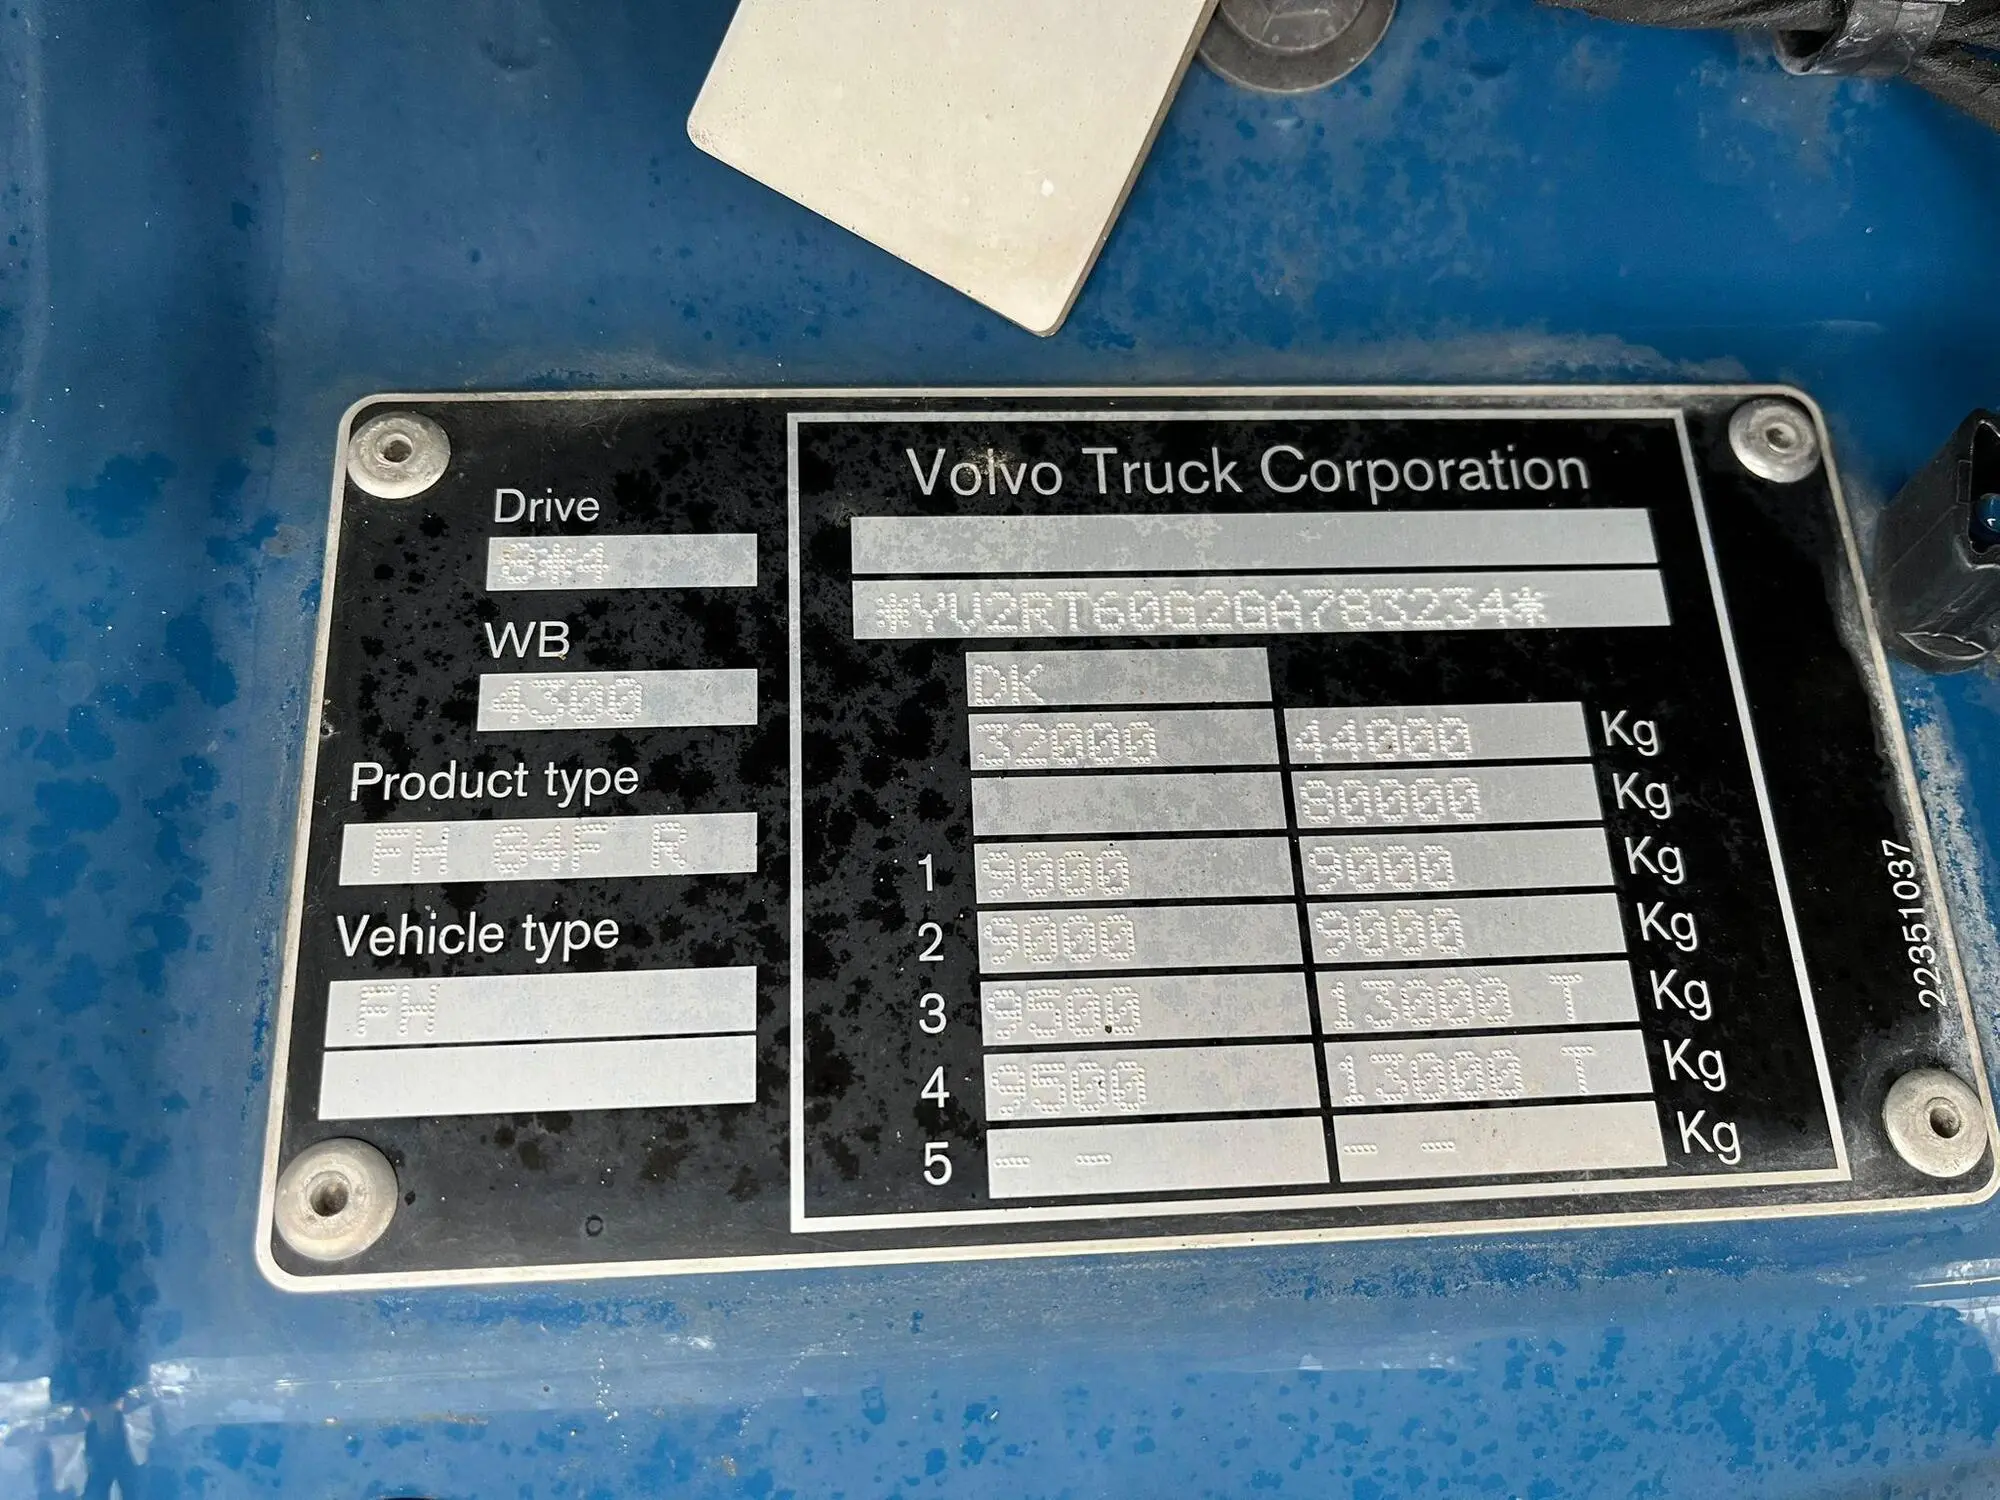 Drive
8*4
WB
4300
Product type
FH 84F R
Vehicle type
FH
Volvo Truck Corporation
*YV2RT60G2GA783234*
DK
32000 44000 Kg
80000 Kg
1 9000 9000 Kg
2 9000 9000 Kg
3 9500 13000 T Kg
4 9500 13000 T Kg
5 -- -- -- -- Kg
22351037